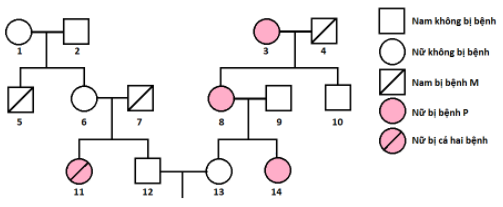 1
2
3
4
5
6
7
8
9
10
11
12
13
14
Nam không bị bệnh
Nữ không bị bệnh
Nam bị bệnh M
Nữ bị bệnh P
Nữ bị cả hai bệnh